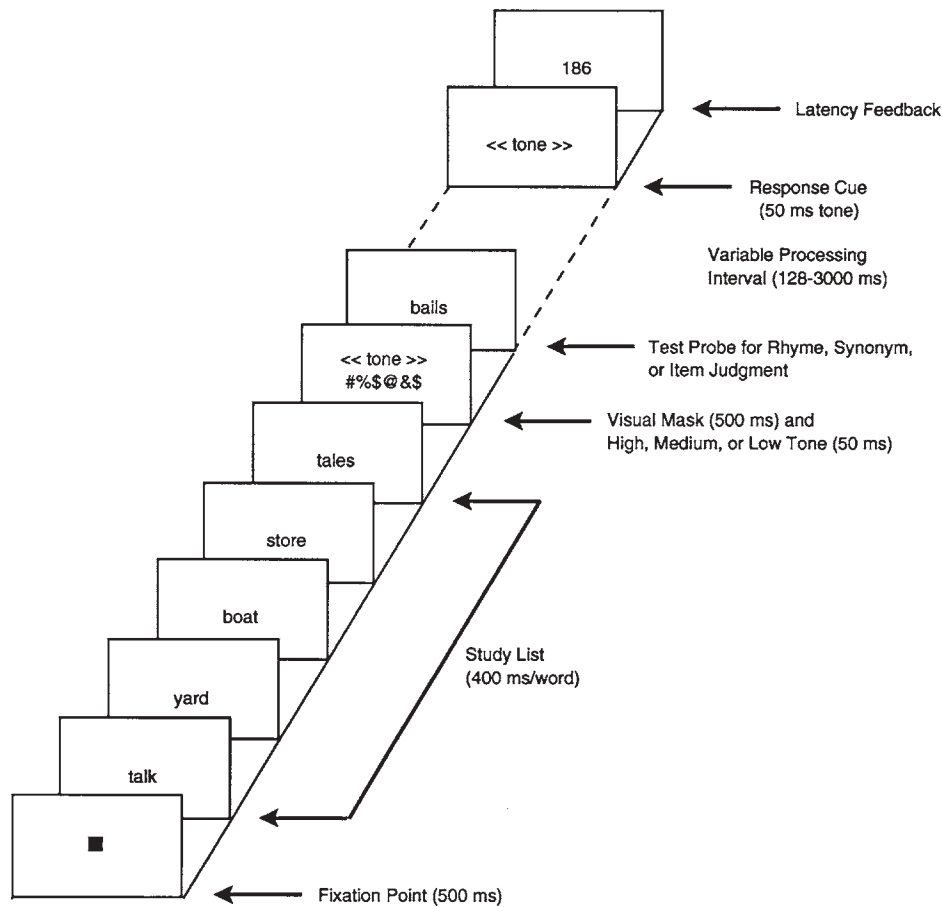 186
Latency Feedback
<< tone >>
Response Cue
(50 ms tone)
Variable Processing
Interval (128-3000 ms)
bails
Test Probe for Rhyme, Synonym,
or Item Judgment
<< tone >>
#%$@&$
Visual Mask (500 ms) and
High, Medium, or Low Tone (50 ms)
tales
store
boat
Study List
(400 ms/word)
yard
talk
Fixation Point (500 ms)